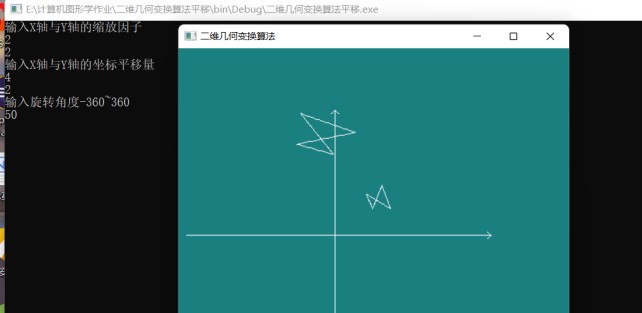 E:\计算机图形学作业\二维几何变换算法平移\bin\Debug\二维几何变换算法平移.exe
输入X轴与Y轴的缩放因子
2
2
输入X轴与Y轴的坐标平移量
4
2
输入旋转角度-360~360
50
二维几何变换算法